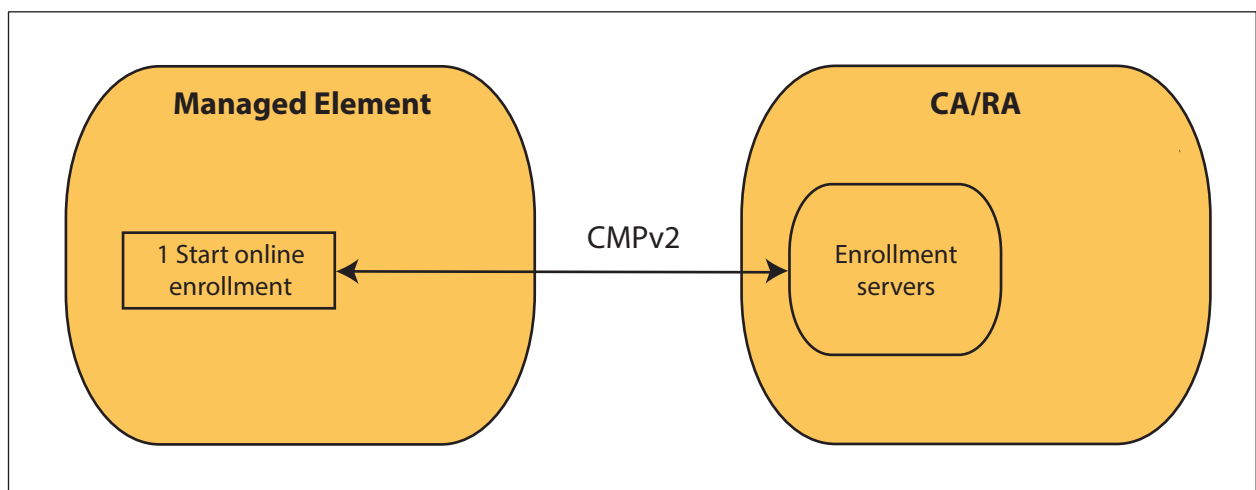 Managed Element
CA/RA
CMPv2
1 Start online
enrollment
Enrollment
servers